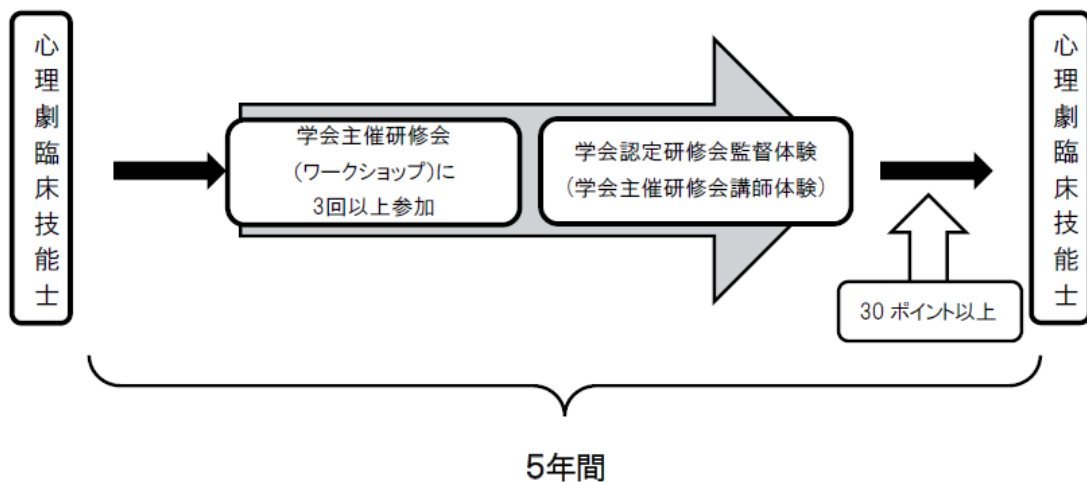 心理劇臨床技能士
学会主催研修会
(ワークショップ)に
3回以上参加
学会認定研修会監督体験
(学会主催研修会講師体験)
30 ポイント以上
心理劇臨床技能士
5年間